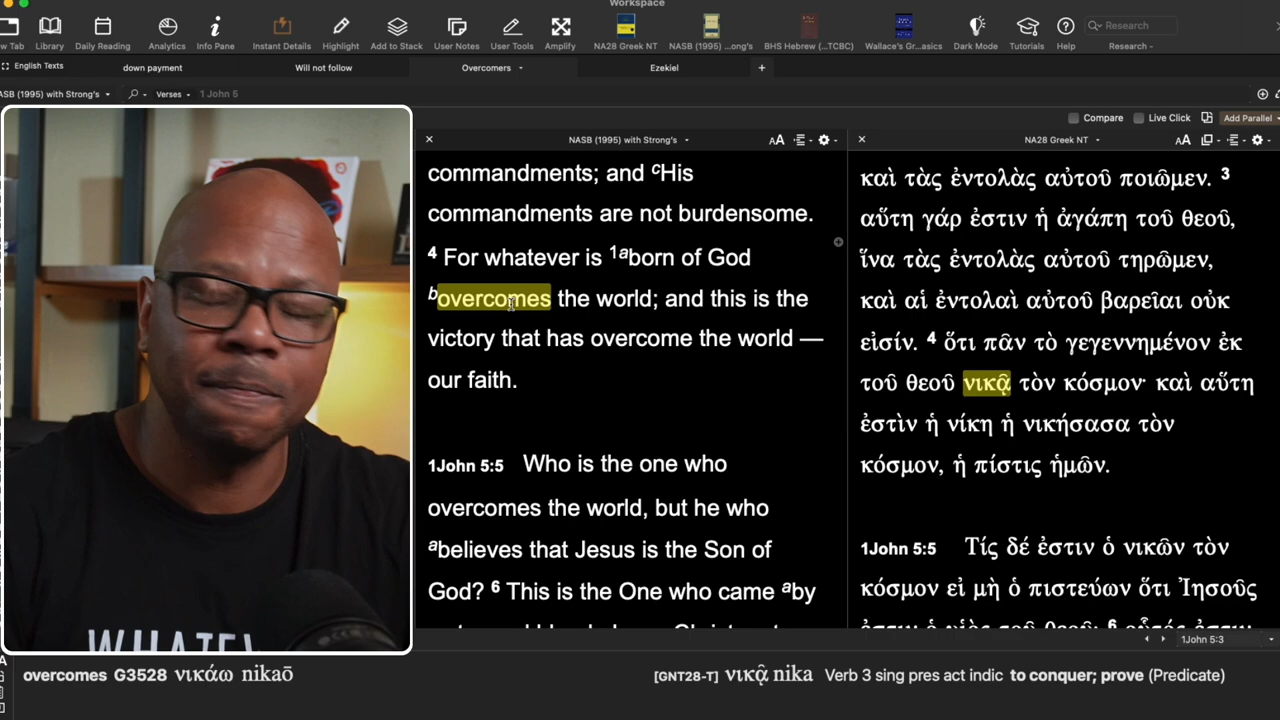 Workspace
w Tab
Library
Daily Reading
Analytics
Info Pane
Instant Details
Highlight
Add to Stack
User Notes
User Tools
Amplify
NA28 Greek NT
NASB (1995) ...ong's
BHS Hebrew (...TCBC)
Wallace's Gr...asics
Dark Mode
Tutorials
Help
Research
Research
English Texts
down payment
Will not follow
Overcomers
Ezekiel
+
ASB (1995) with Strong's
Verses
1 John 5
Compare
Live Click
Add Parallel
NASB (1995) with Strong's
AA
commandments; and cHis
commandments are not burdensome.
4 For whatever is 1aborn of God
bovercomes the world; and this is the
victory that has overcome the world —
our faith.
1John 5:5 Who is the one who
overcomes the world, but he who
abelieves that Jesus is the Son of
God? 6 This is the One who came aby
NA28 Greek NT
AA
καὶ τὰς ἐντολὰς αὐτοῦ ποιῶμεν. 3
αὕτη γάρ ἐστιν ἡ ἀγάπη τοῦ θεοῦ,
ἵνα τὰς ἐντολὰς αὐτοῦ τηρῶμεν,
καὶ αἱ ἐντολαὶ αὐτοῦ βαρεῖαι οὐκ
εἰσίν. 4 ὅτι πᾶν τὸ γεγεννημένον ἐκ
τοῦ θεοῦ νικᾷ τὸν κόσμον· καὶ αὕτη
ἐστὶν ἡ νίκη ἡ νικήσασα τὸν
κόσμον, ἡ πίστις ἡμῶν.
1John 5:5 Τίς δέ ἐστιν ὁ νικῶν τὸν
κόσμον εἰ μὴ ὁ πιστεύων ὅτι Ἰησοῦς
1John 5:3
overcomes G3528 νικάω nikaō
[GNT28-T] νικᾷ nika Verb 3 sing pres act indic to conquer; prove (Predicate)